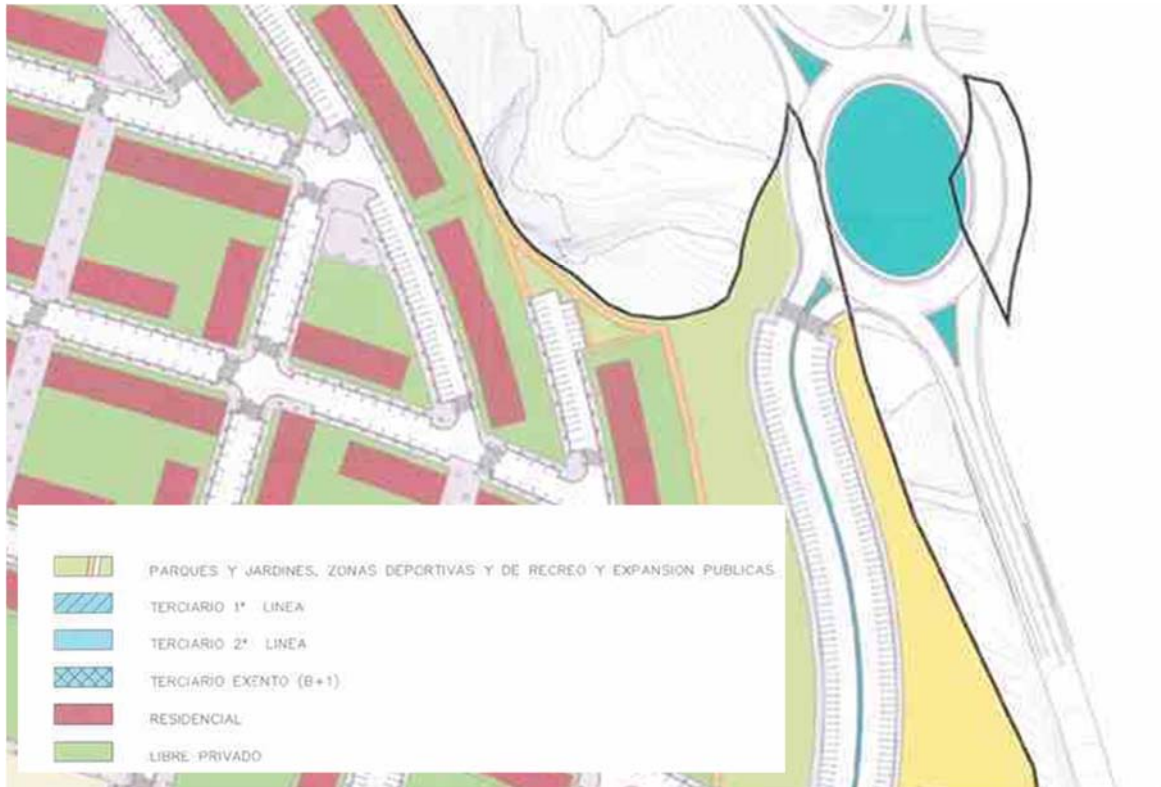 PARQUES Y JARDINES, ZONAS DEPORTIVAS Y DE RECREO Y EXPANSION PUBLICAS
TERCIARIO 1ª LINEA
TERCIARIO 2ª LINEA
TERCIARIO EXENTO (B+1)
RESIDENCIAL
LIBRE PRIVADO